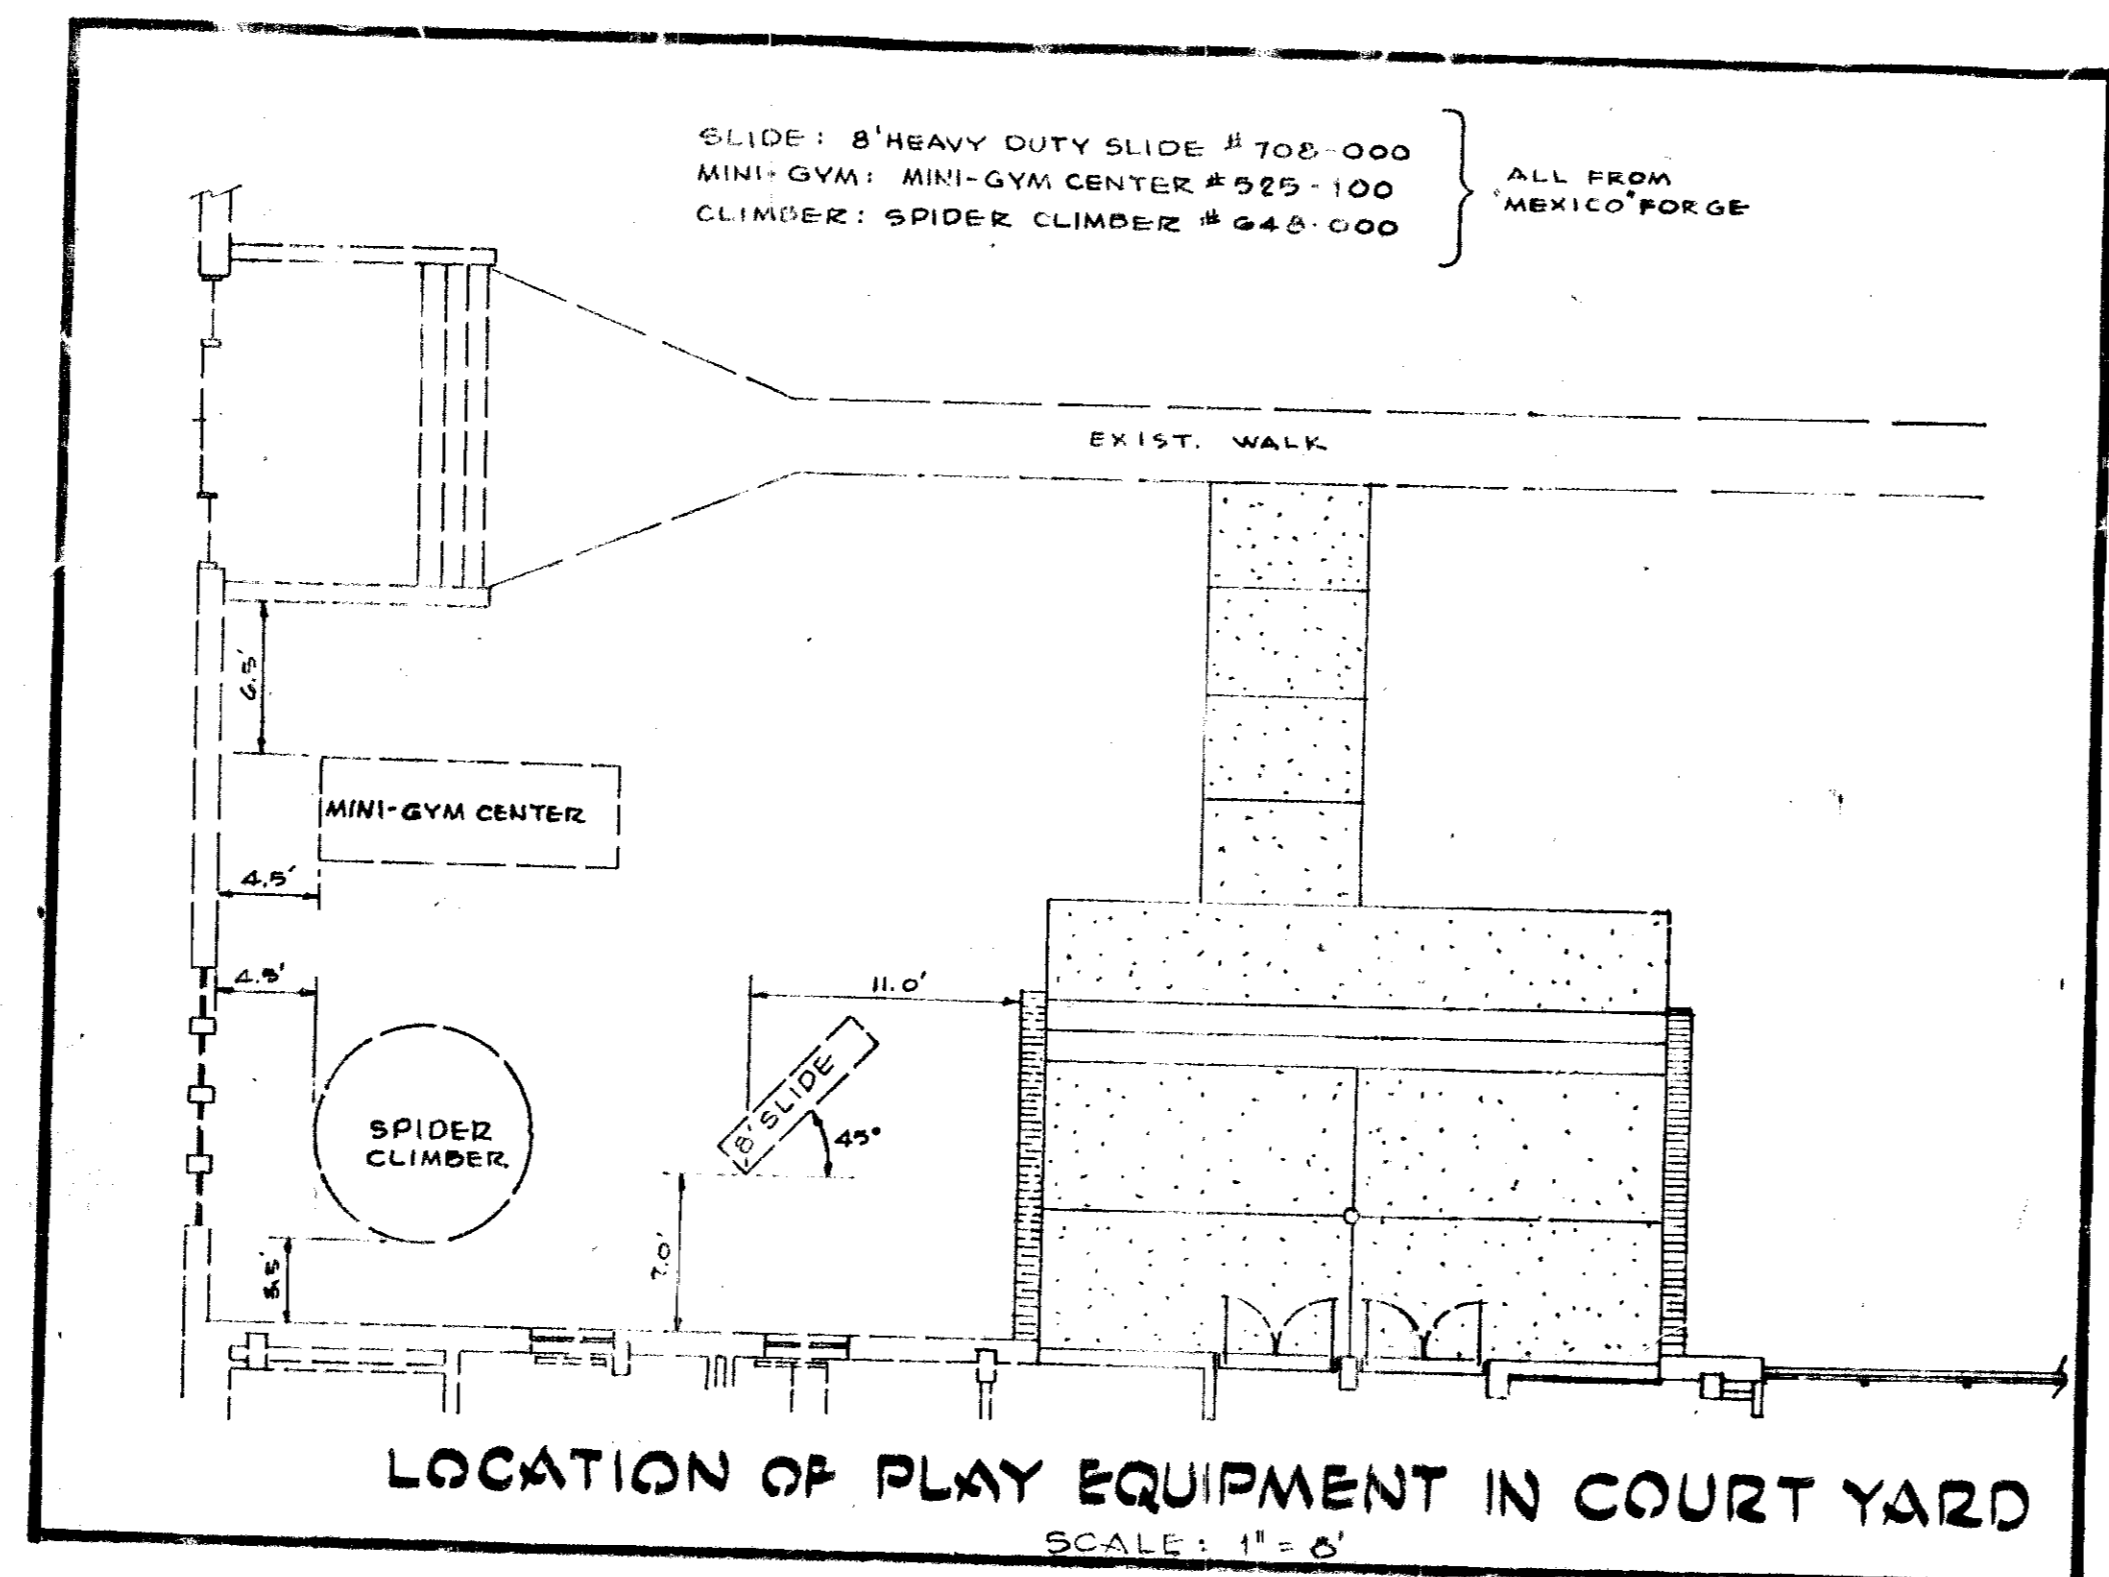 SLIDE: 8' HEAVY DUTY SLIDE # 708-000
MINI-GYM: MINI-GYM CENTER # 525-100
CLIMBER: SPIDER CLIMBER # 648-000
ALL FROM
"MEXICO" FORGE
EXIST. WALK
6.5'
MINI-GYM CENTER
4.5'
4.5'
11.0'
8' SLIDE
45°
SPIDER
CLIMBER
7.0'
3.5'
LOCATION OF PLAY EQUIPMENT IN COURT YARD
SCALE: 1" = 8'